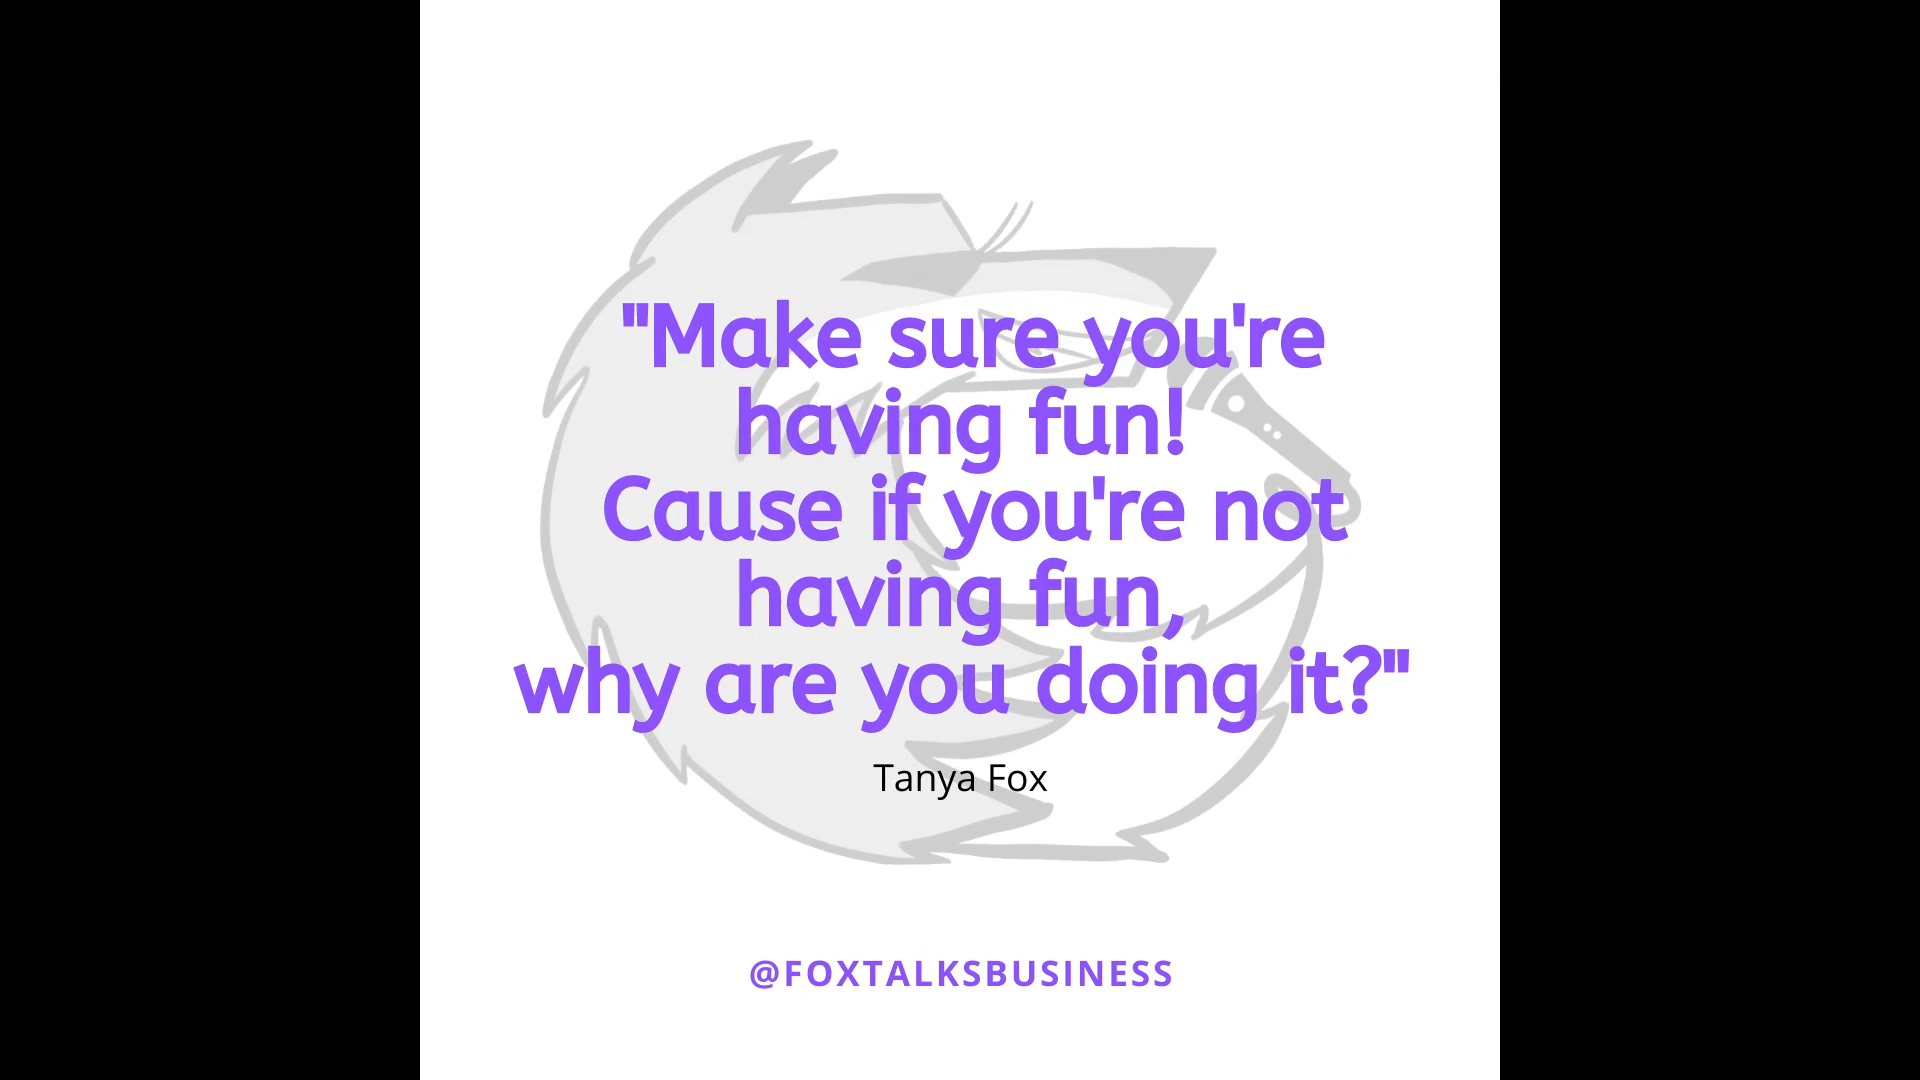 "Make sure you're
having fun!
Cause if you're not
having fun,
why are you doing it?"
Tanya Fox
@FOXTALKSBUSINESS